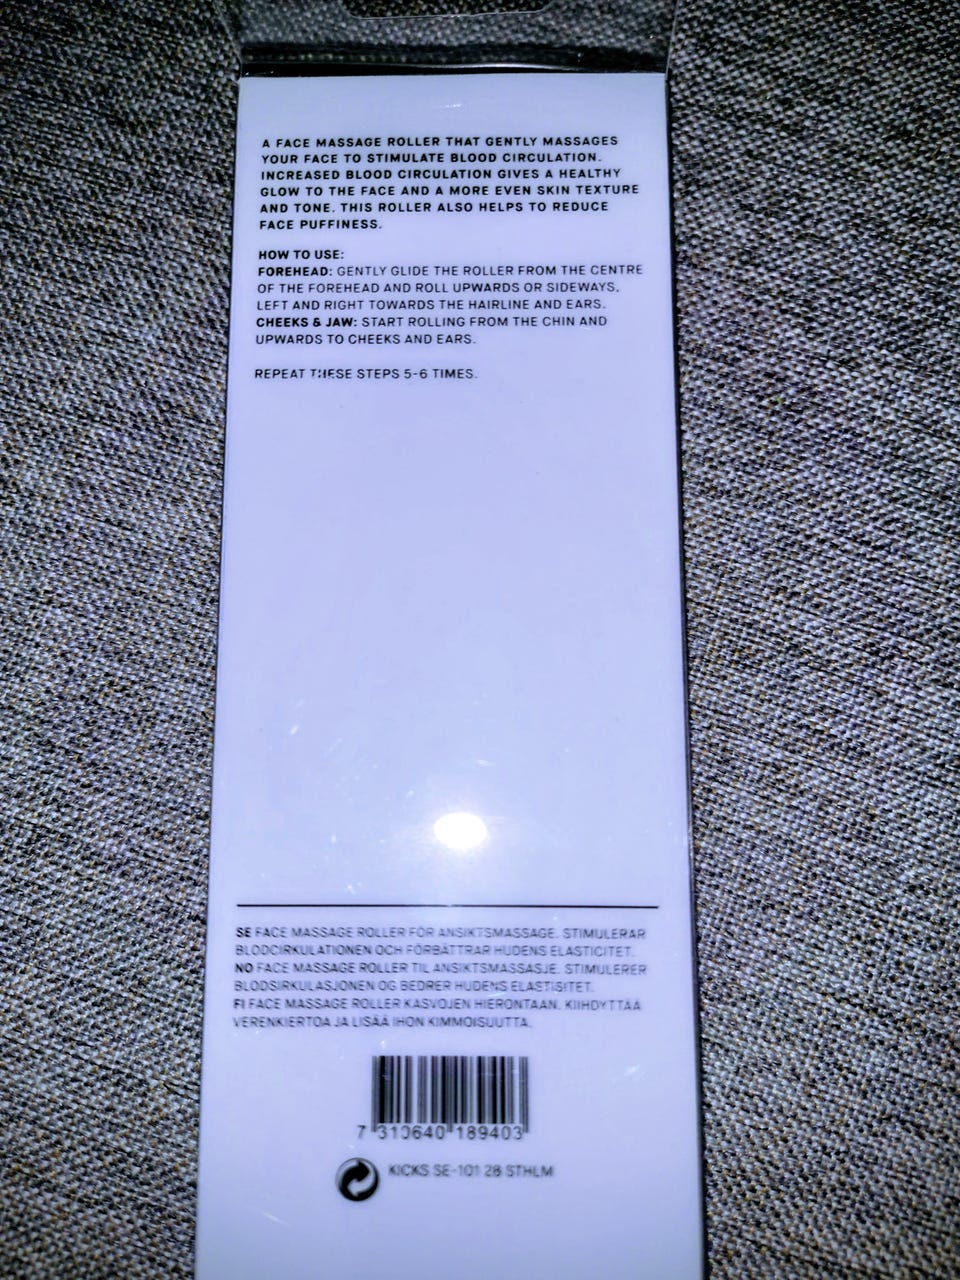 A FACE MASSAGE ROLLER THAT GENTLY MASSAGES
YOUR FACE TO STIMULATE BLOOD CIRCULATION.
INCREASED BLOOD CIRCULATION GIVES A HEALTHY
GLOW TO THE FACE AND A MORE EVEN SKIN TEXTURE
AND TONE. THIS ROLLER ALSO HELPS TO REDUCE
FACE PUFFINESS.
HOW TO USE:
FOREHEAD: GENTLY GLIDE THE ROLLER FROM THE CENTRE
OF THE FOREHEAD AND ROLL UPWARDS OR SIDEWAYS,
LEFT AND RIGHT TOWARDS THE HAIRLINE AND EARS.
CHEEKS & JAW: START ROLLING FROM THE CHIN AND
UPWARDS TO CHEEKS AND EARS.
REPEAT THESE STEPS 5-6 TIMES.
SE FACE MASSAGE ROLLER FÖR ANSIKTSMASSAGE. STIMULERAR
BLODCIRKULATIONEN OCH FÖRBÄTTRAR HUDENS ELASTICITET.
NO FACE MASSAGE ROLLER TIL ANSIKTSMASSASJE. STIMULERER
BLODSIRKULASJONEN OG BEDRER HUDENS ELASTISITET.
FI FACE MASSAGE ROLLER KASVOJEN HIERONTAAN. KIIHDYTTÄÄ
VERENKIERTOA JA LISÄÄ IHON KIMMOISUUTTA.
7 310640 189403
KICKS SE-101 28 STHLM